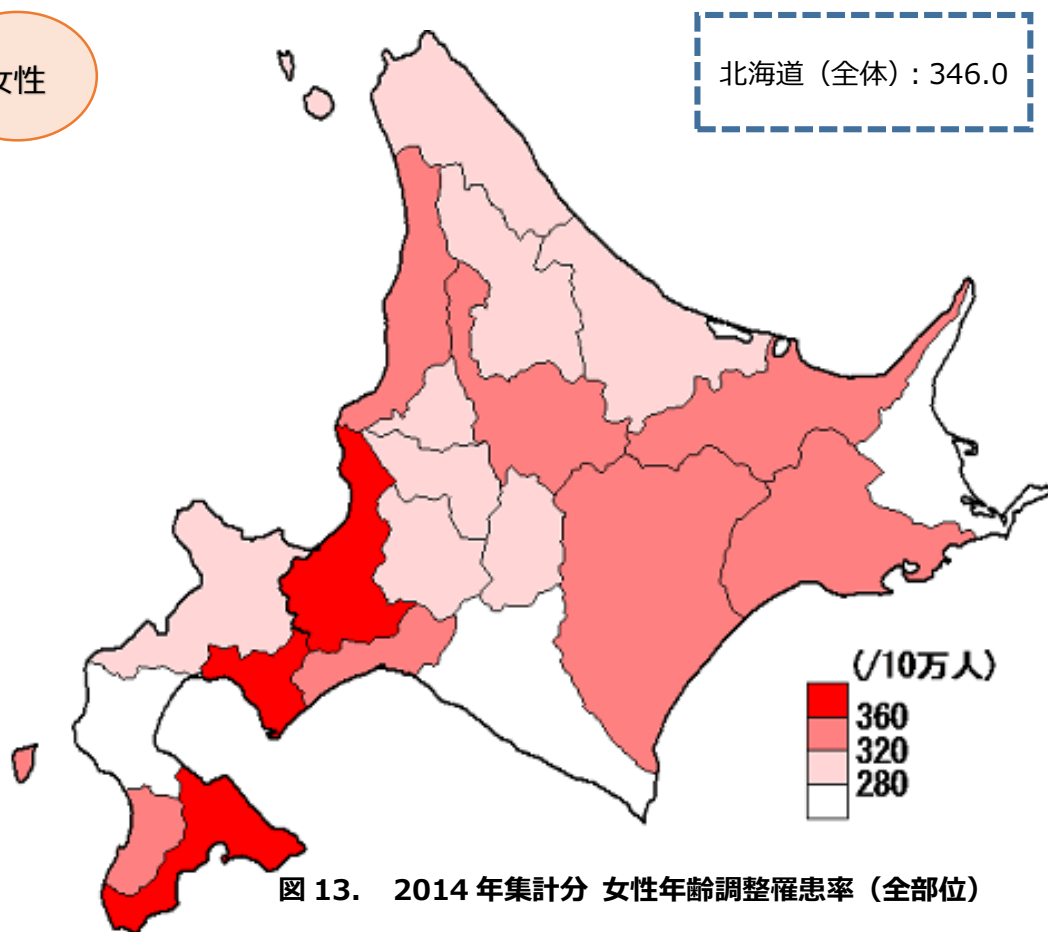 女性
北海道（全体）: 346.0
(/10万人)
360
320
280
図 13. 2014 年集計分 女性年齢調整罹患率（全部位）